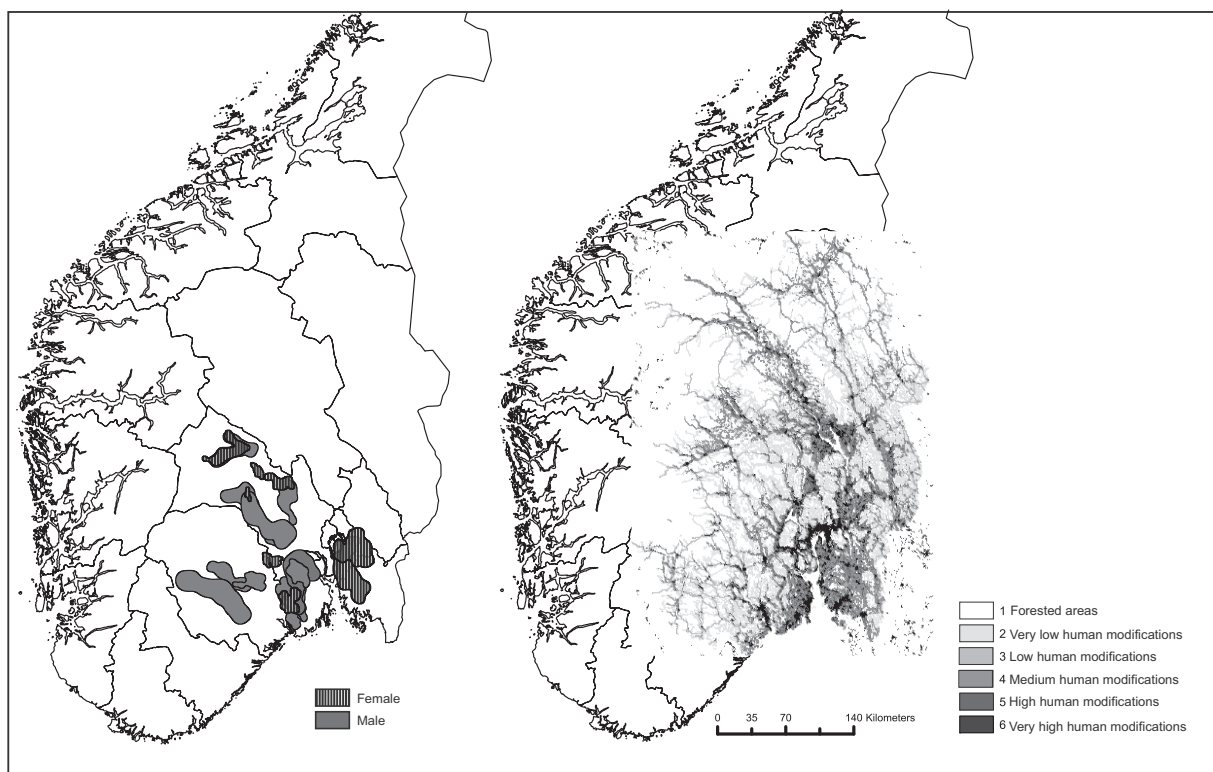 Female
Male
0 35 70 140 Kilometers
1 Forested areas
2 Very low human modifications
3 Low human modifications
4 Medium human modifications
5 High human modifications
6 Very high human modifications